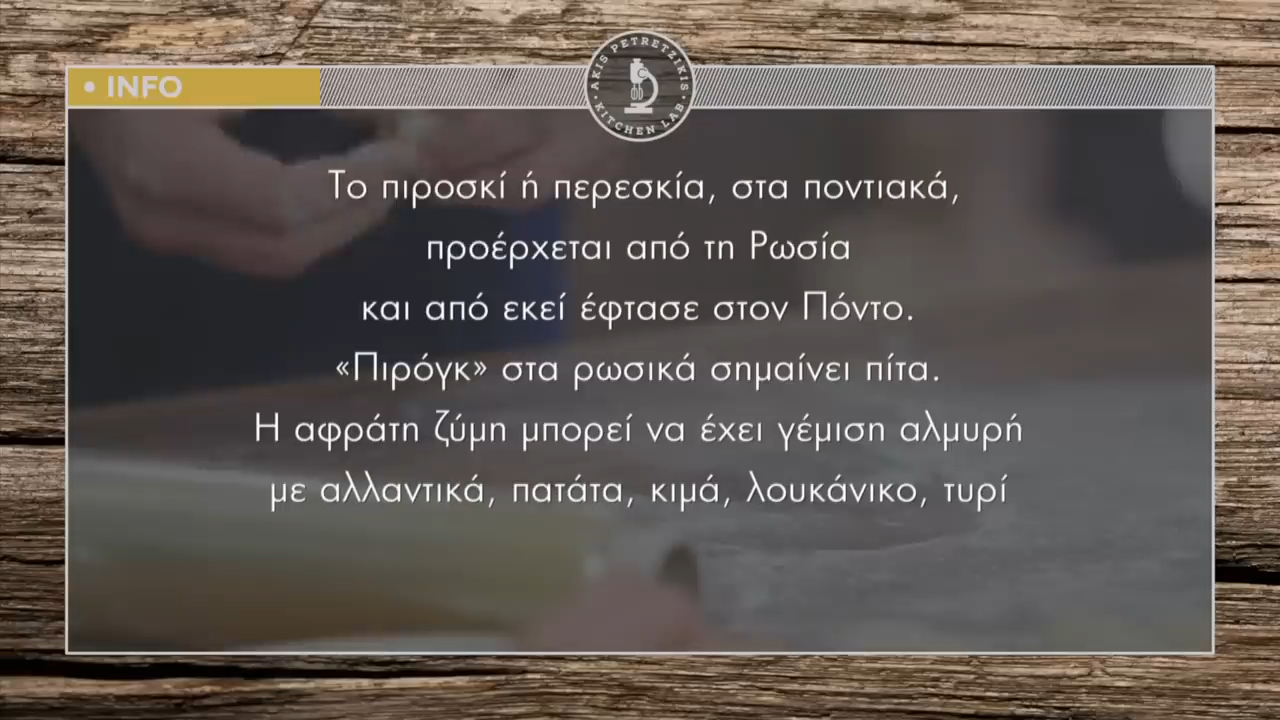 • INFO
AKIS PETRETZIKIS
• KITCHEN LAB •
Το πιροσκί ή περεσκία, στα ποντιακά,
προέρχεται από τη Ρωσία
και από εκεί έφτασε στον Πόντο.
«Πιρόγκ» στα ρωσικά σημαίνει πίτα.
Η αφράτη ζύμη μπορεί να έχει γέμιση αλμυρή
με αλλαντικά, πατάτα, κιμά, λουκάνικο, τυρί